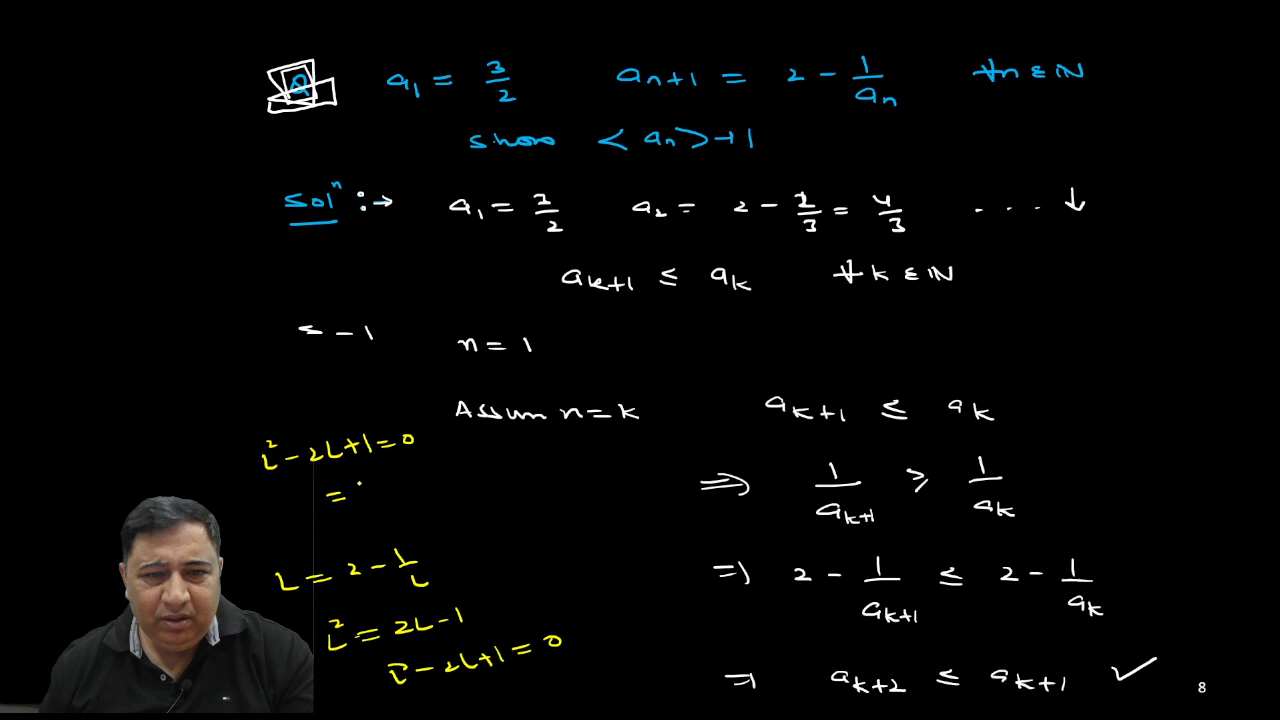 Q a₁ = 3/2 aₙ₊₁ = 2 - 1/aₙ ∀n ∈ ℕ
show <aₙ> → 1
Solⁿ :→ a₁ = 3/2 a₂ = 2 - 2/3 = 4/3 . . . ↓
aₖ₊₁ ≤ aₖ ∀ k ∈ ℕ
S - 1 n = 1
Assum n = k aₖ₊₁ ≤ aₖ
L² - 2L + 1 = 0
=
⇒ 1/aₖ₊₁ ≥ 1/aₖ
L = 2 - 1/L
⇒ 2 - 1/aₖ₊₁ ≤ 2 - 1/aₖ
L² = 2L - 1
L² - 2L + 1 = 0
⇒ aₖ₊₂ ≤ aₖ₊₁ ✓
8